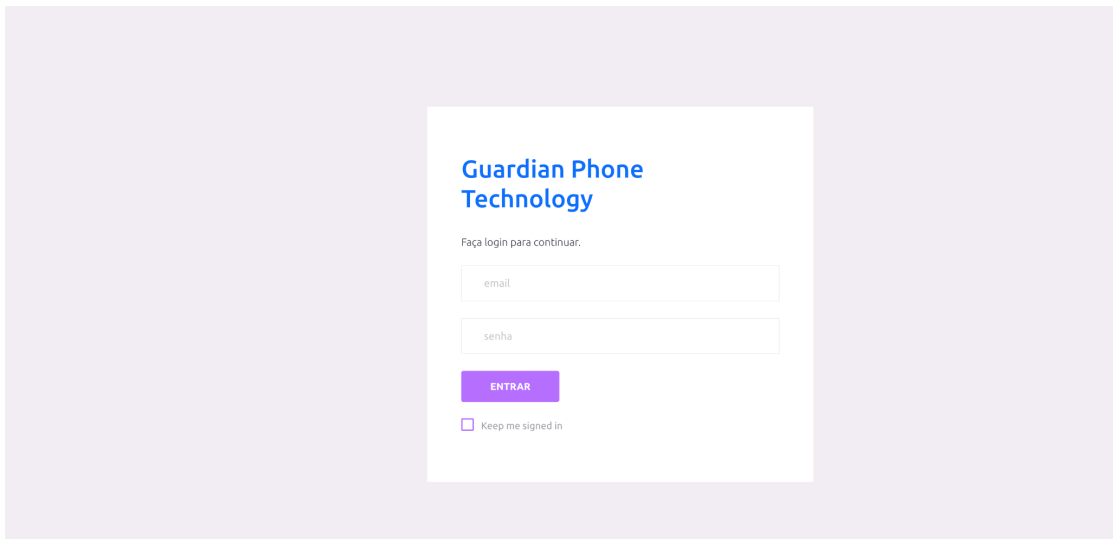 Guardian Phone
Technology
Faça login para continuar.
email
senha
ENTRAR
Keep me signed in